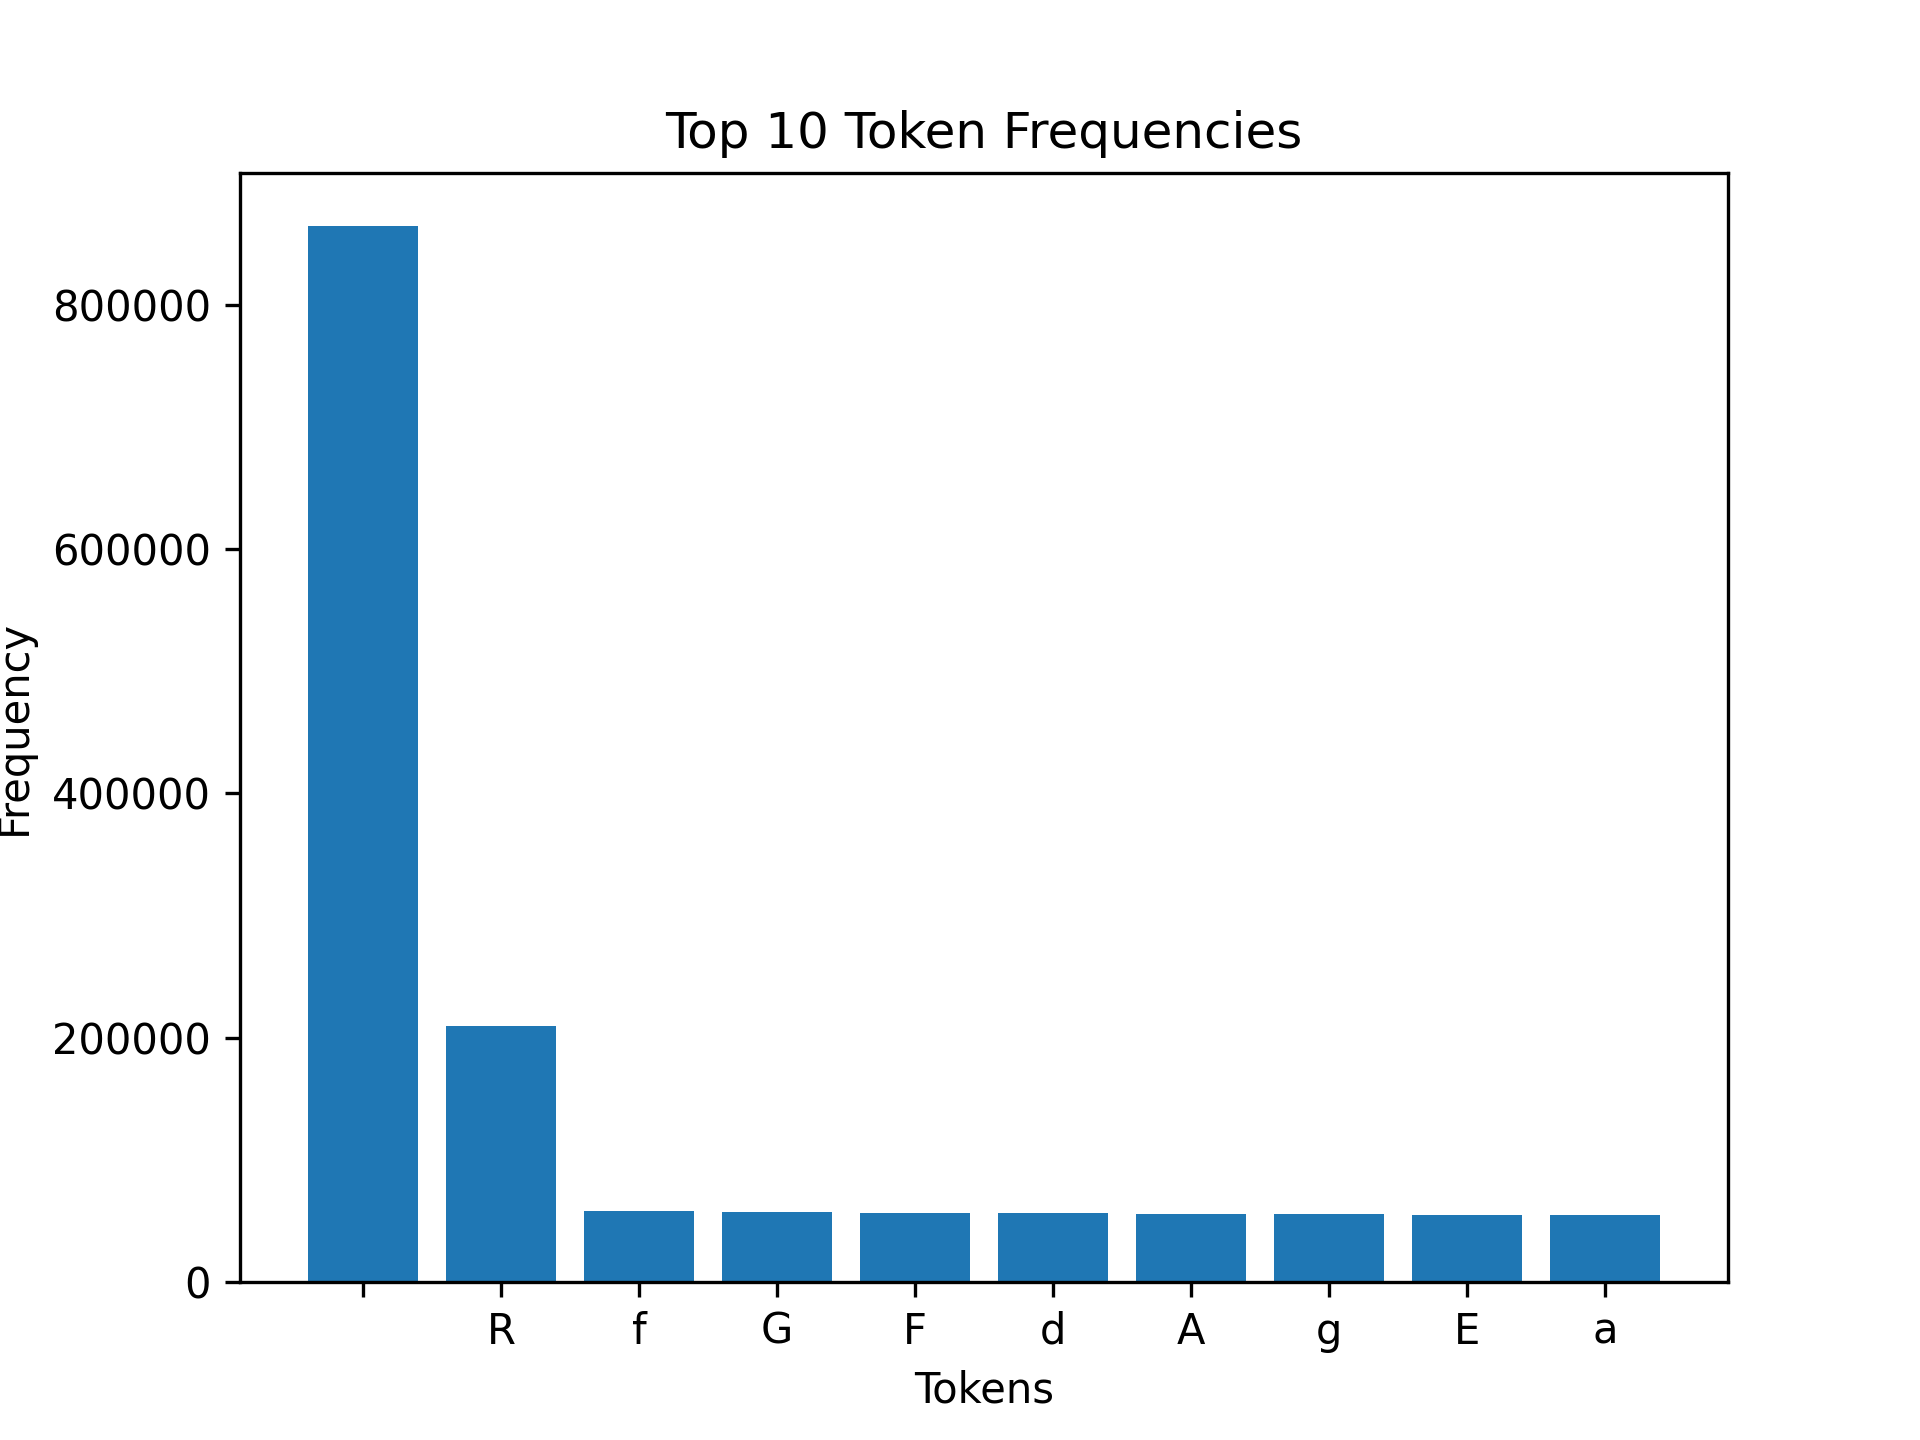 Top 10 Token Frequencies
Frequency
800000
600000
400000
200000
0
R f G F d A g E a
Tokens